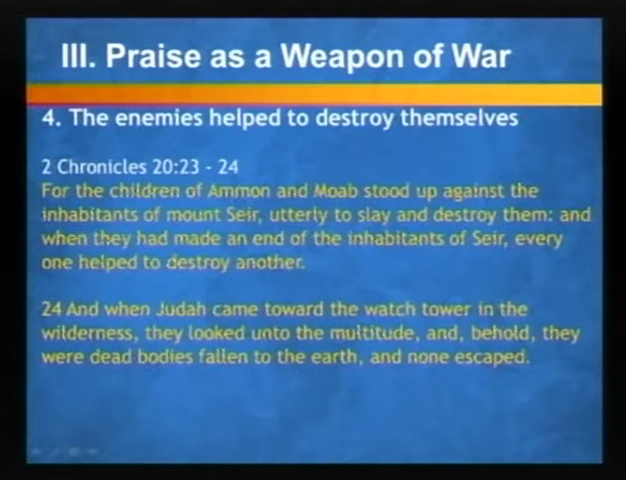 III. Praise as a Weapon of War
4. The enemies helped to destroy themselves
2 Chronicles 20:23 - 24
For the children of Ammon and Moab stood up against the
inhabitants of mount Seir, utterly to slay and destroy them: and
when they had made an end of the inhabitants of Seir, every
one helped to destroy another.
24 And when Judah came toward the watch tower in the
wilderness, they looked unto the multitude, and, behold, they
were dead bodies fallen to the earth, and none escaped.